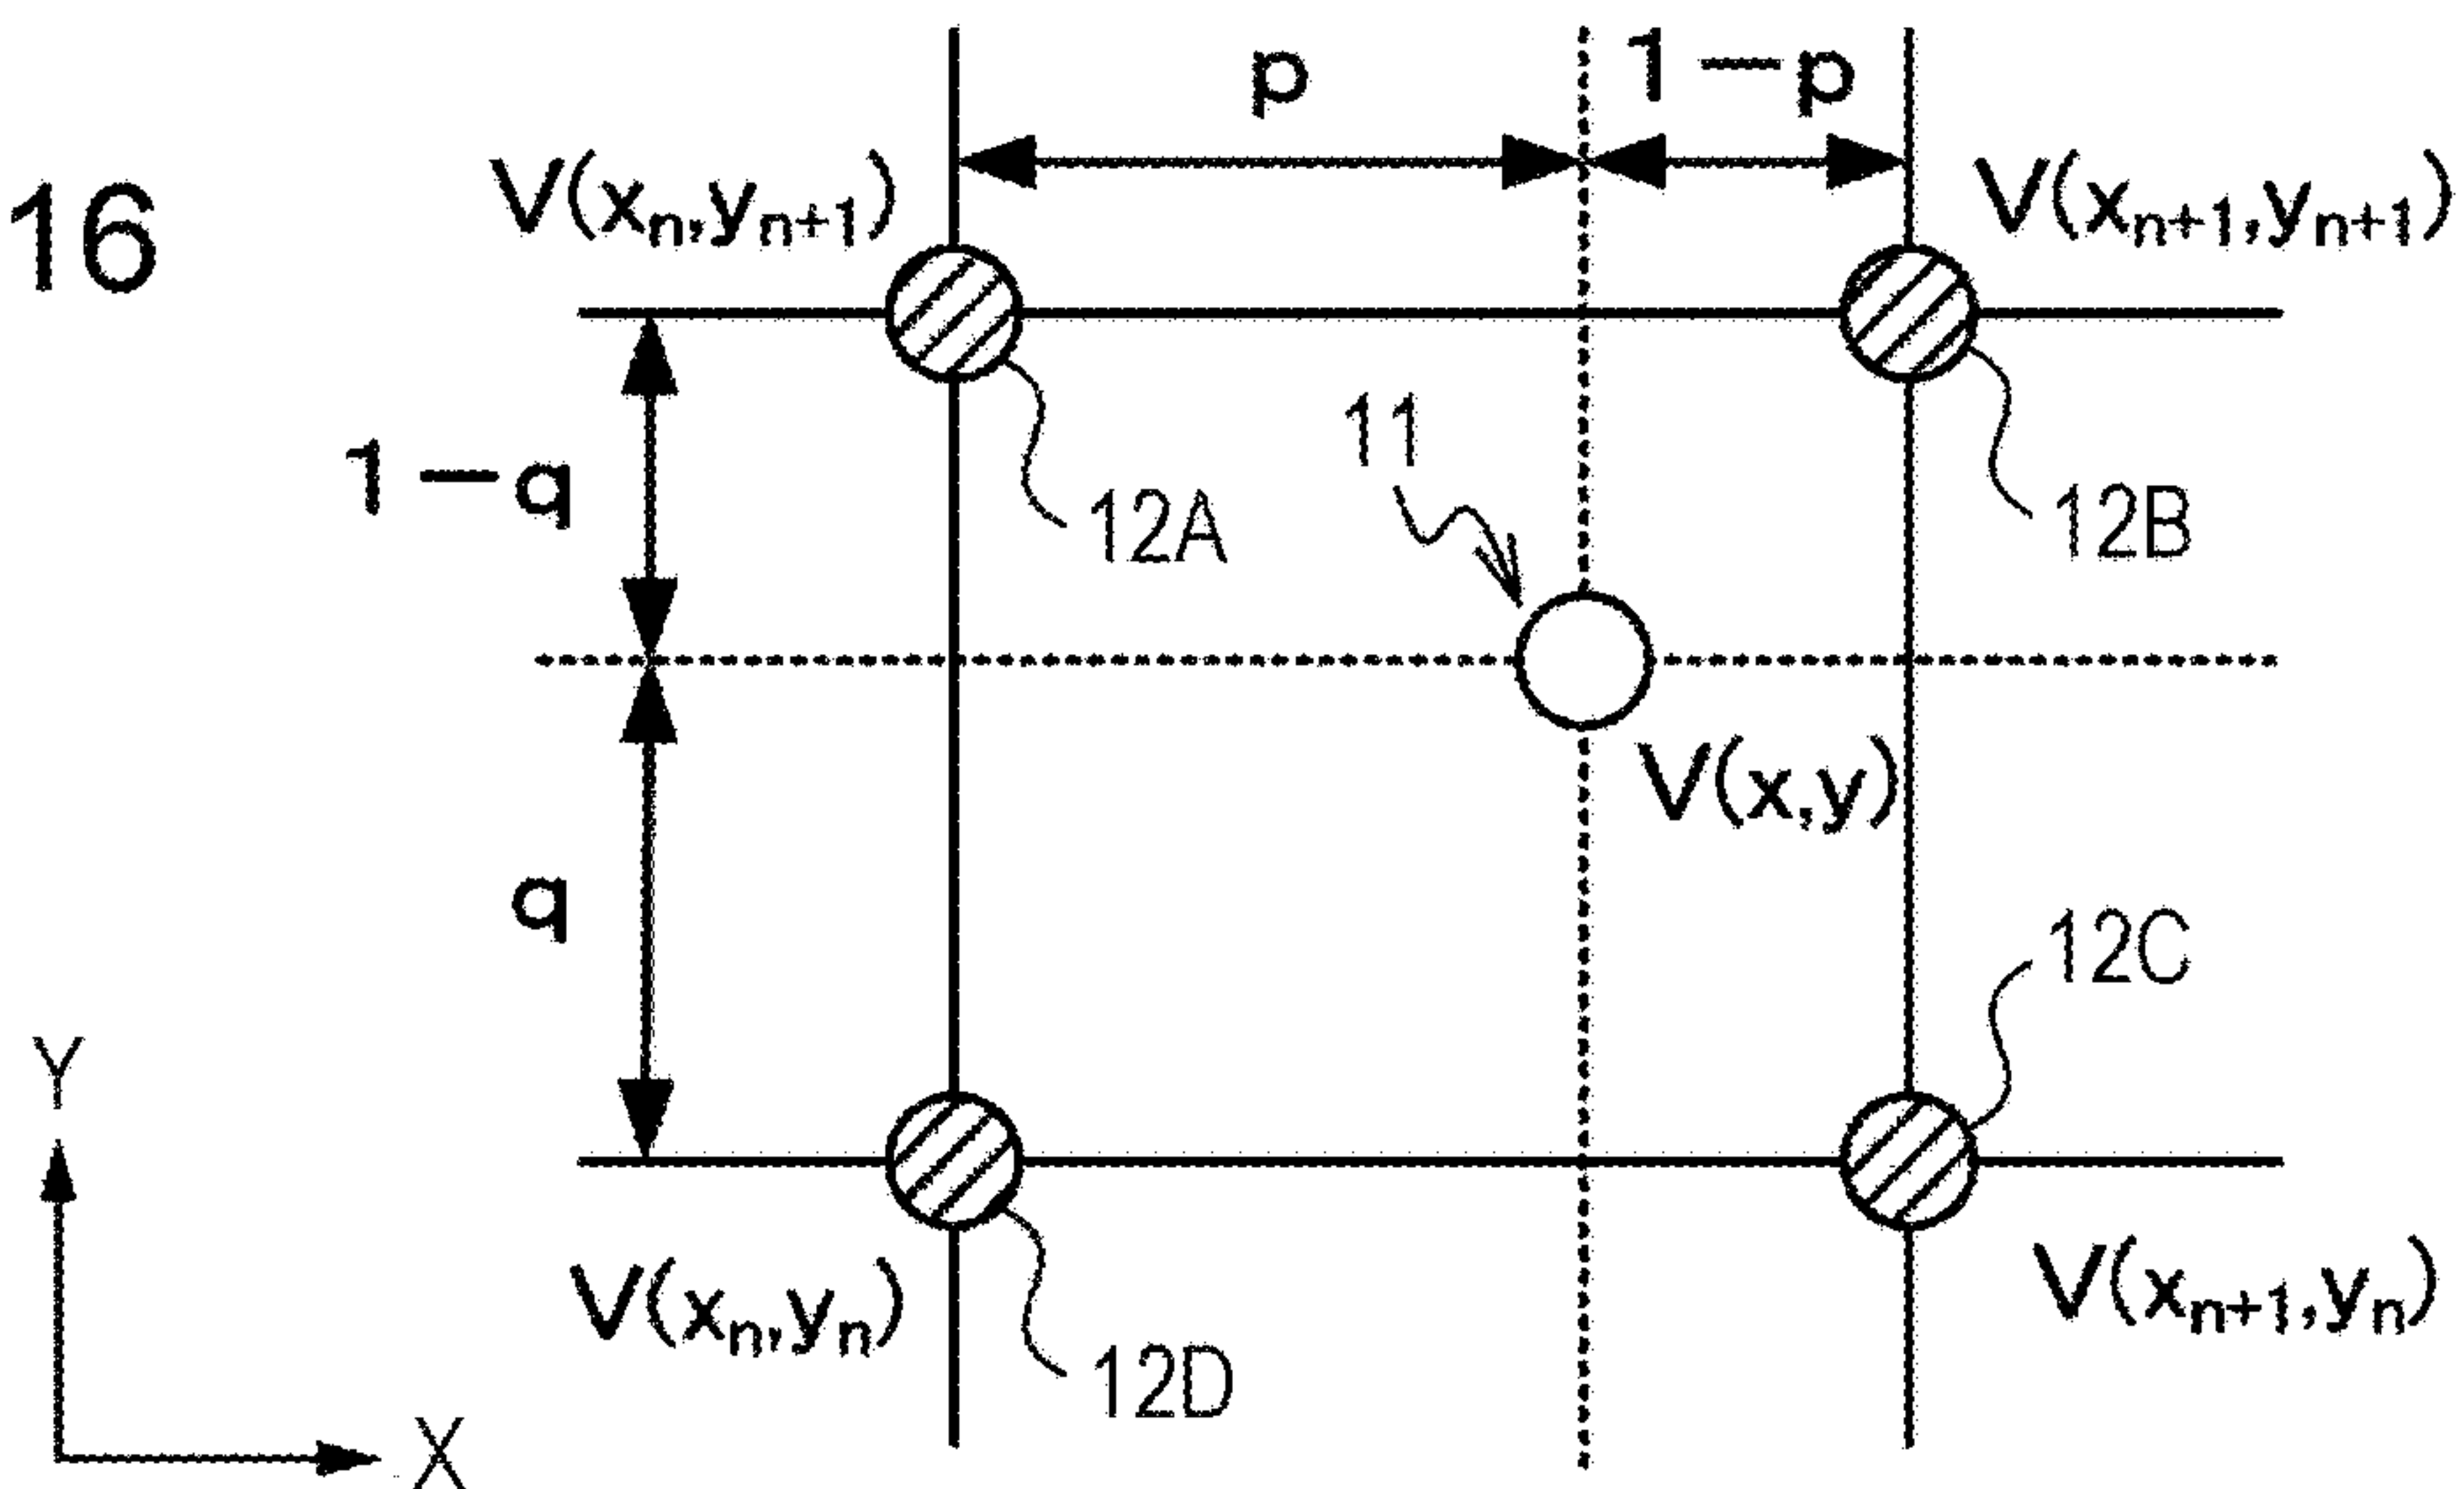 16
p
1-p
V(xₙ,yₙ₊₁)
V(xₙ₊₁,yₙ₊₁)
1-q
11
12A
12B
V(x,y)
q
12C
Y
V(xₙ,yₙ)
V(xₙ₊₁,yₙ)
12D
X